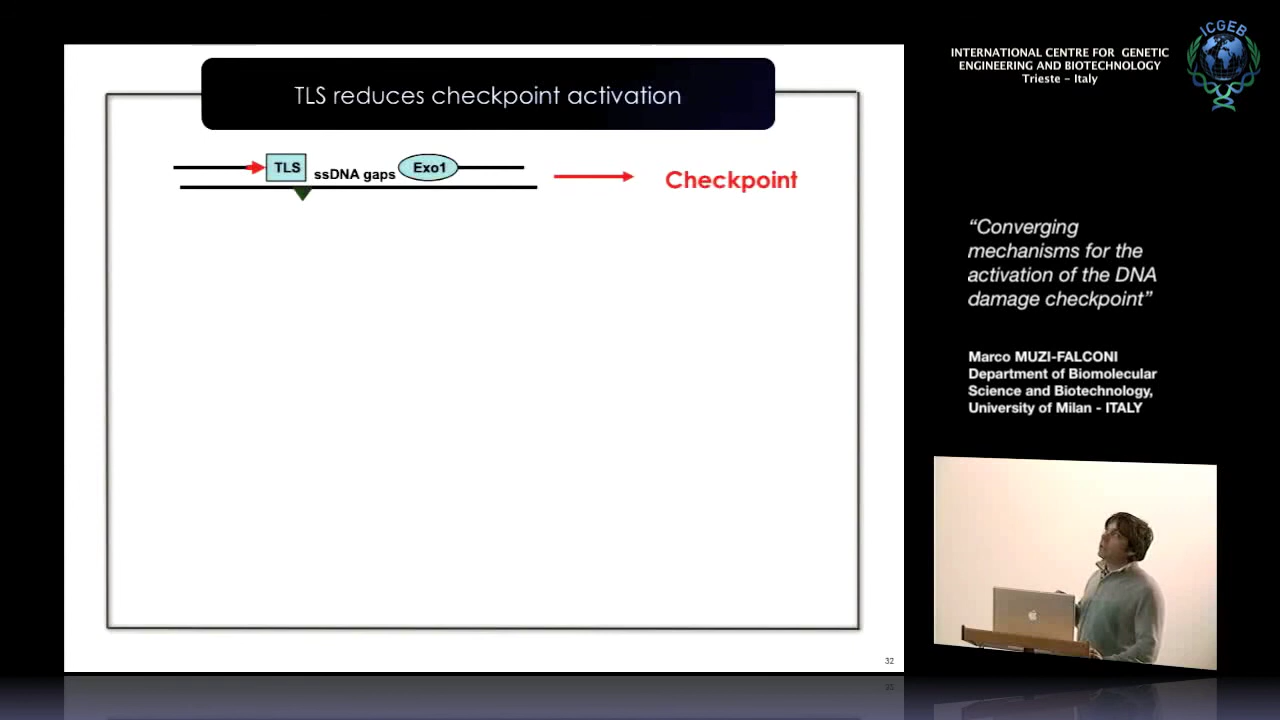 TLS reduces checkpoint activation
TLS
ssDNA gaps
Exo1
Checkpoint
32
INTERNATIONAL CENTRE FOR GENETIC
ENGINEERING AND BIOTECHNOLOGY
Trieste - Italy
ICGEB
“Converging
mechanisms for the
activation of the DNA
damage checkpoint”
Marco MUZI-FALCONI
Department of Biomolecular
Science and Biotechnology,
University of Milan - ITALY